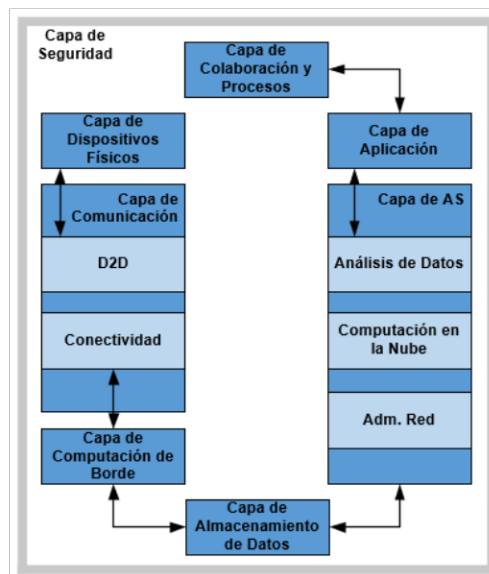 Capa de
Seguridad
Capa de
Colaboración y
Procesos
Capa de
Dispositivos
Físicos
Capa de
Aplicación
Capa de
Comunicación
Capa de AS
D2D
Análisis de Datos
Conectividad
Computación en
la Nube
Adm. Red
Capa de
Computación de
Borde
Capa de
Almacenamiento
de Datos